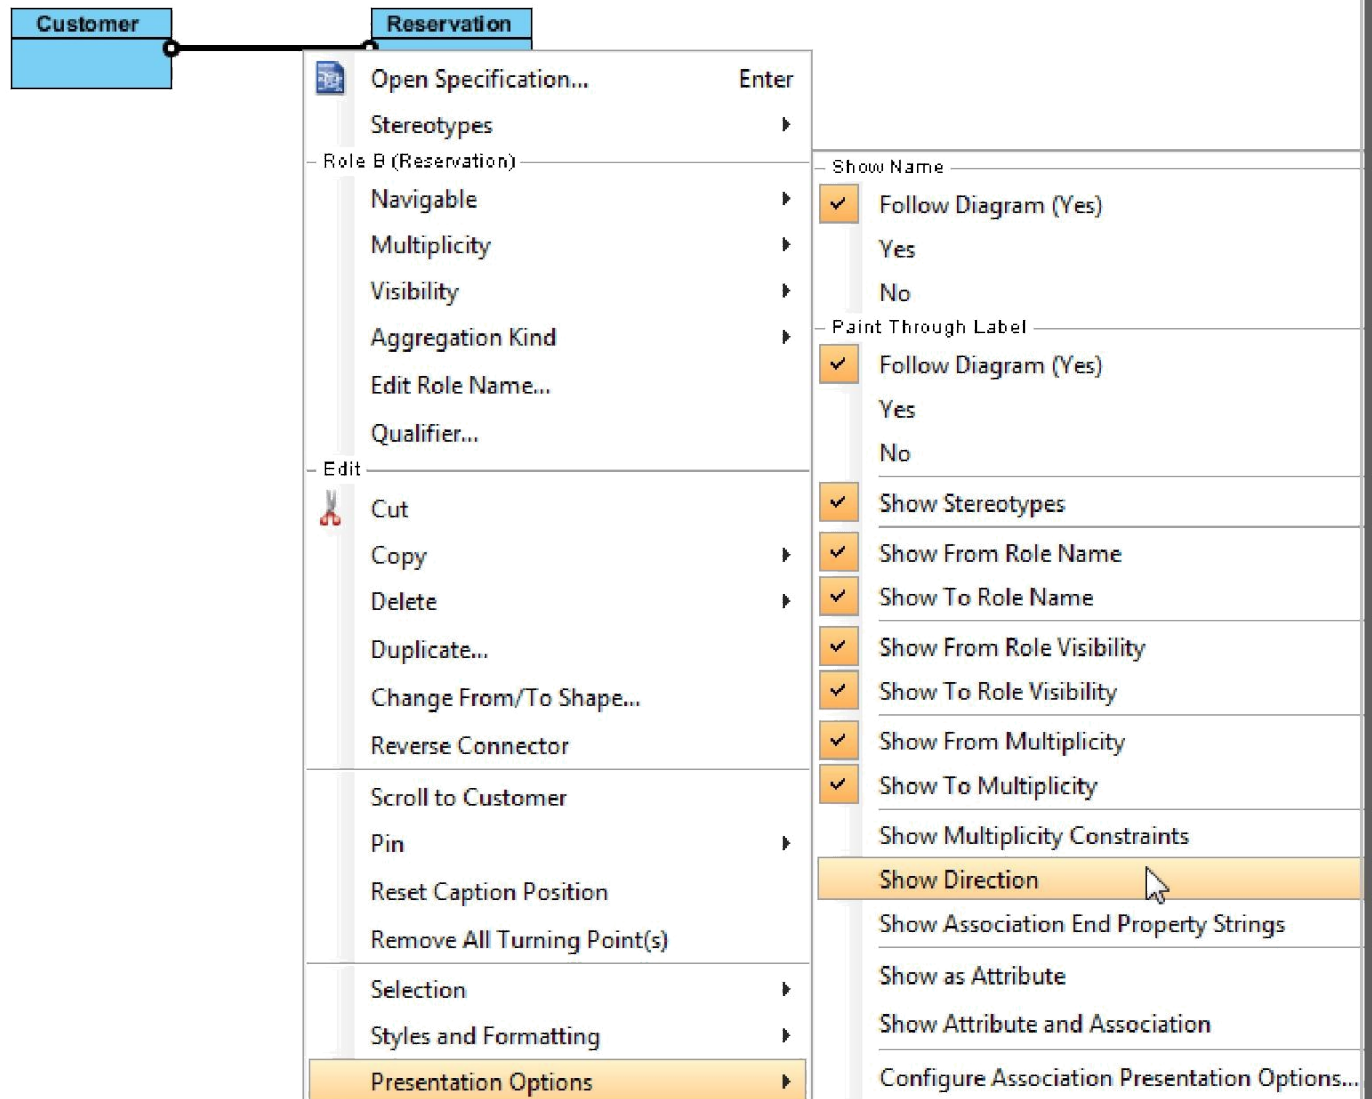 Customer
Reservation
Open Specification... Enter
Stereotypes
Role B (Reservation)
Navigable
Multiplicity
Visibility
Aggregation Kind
Edit Role Name...
Qualifier...
Edit
Cut
Copy
Delete
Duplicate...
Change From/To Shape...
Reverse Connector
Scroll to Customer
Pin
Reset Caption Position
Remove All Turning Point(s)
Selection
Styles and Formatting
Presentation Options
Show Name
Follow Diagram (Yes)
Yes
No
Paint Through Label
Follow Diagram (Yes)
Yes
No
Show Stereotypes
Show From Role Name
Show To Role Name
Show From Role Visibility
Show To Role Visibility
Show From Multiplicity
Show To Multiplicity
Show Multiplicity Constraints
Show Direction
Show Association End Property Strings
Show as Attribute
Show Attribute and Association
Configure Association Presentation Options...